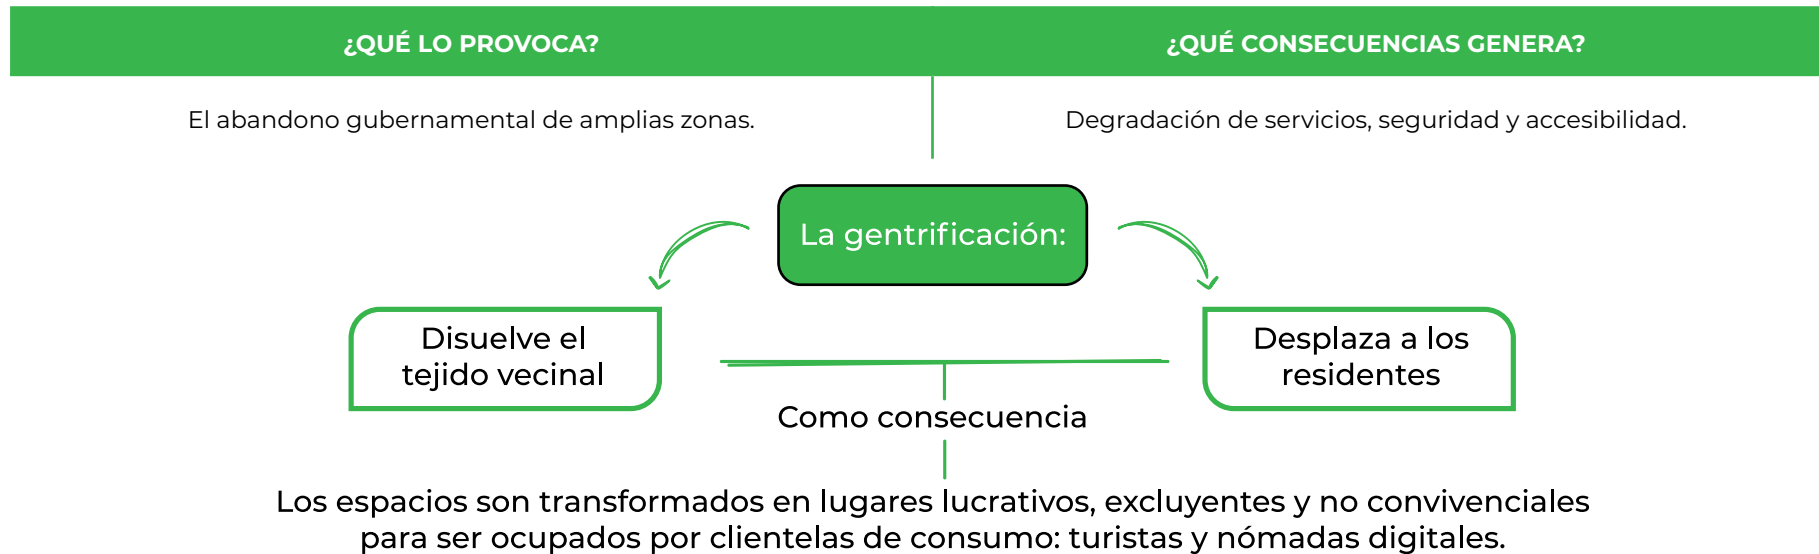 ¿QUÉ LO PROVOCA?
¿QUÉ CONSECUENCIAS GENERA?
El abandono gubernamental de amplias zonas.
Degradación de servicios, seguridad y accesibilidad.
La gentrificación:
Disuelve el
tejido vecinal
Desplaza a los
residentes
Como consecuencia
Los espacios son transformados en lugares lucrativos, excluyentes y no convivenciales
para ser ocupados por clientelas de consumo: turistas y nómadas digitales.